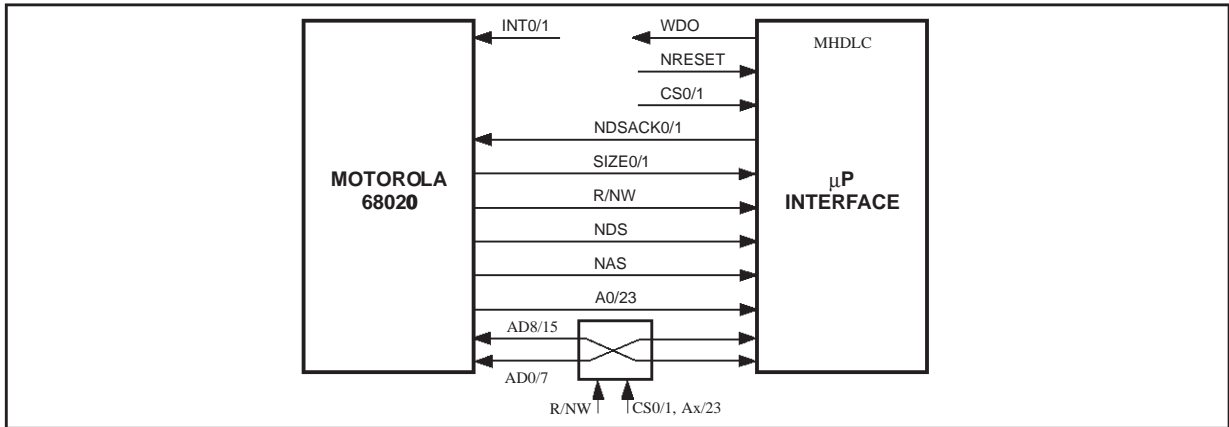 INT0/1
WDO
MHDLC
NRESET
CS0/1
NDSACK0/1
SIZE0/1
MOTOROLA
68020
µP
INTERFACE
R/NW
NDS
NAS
A0/23
AD8/15
AD0/7
R/NW
CS0/1, Ax/23